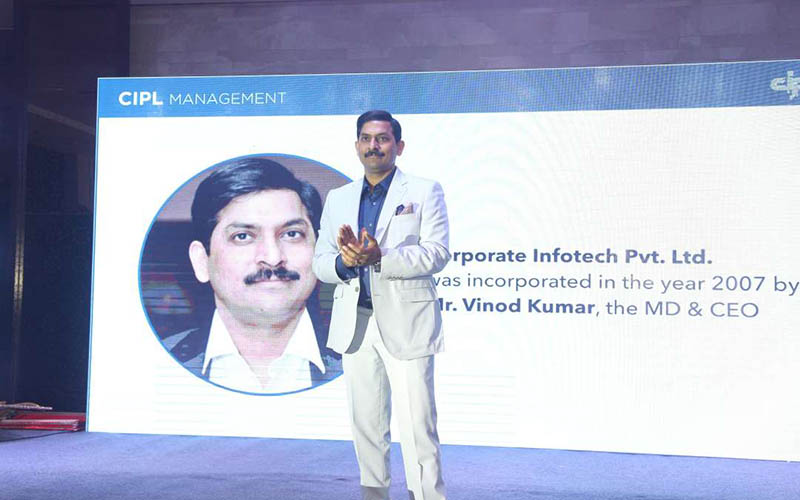 CIPL MANAGEMENT
orporate Infotech Pvt. Ltd.
was incorporated in the year 2007 by
r. Vinod Kumar, the MD & CEO